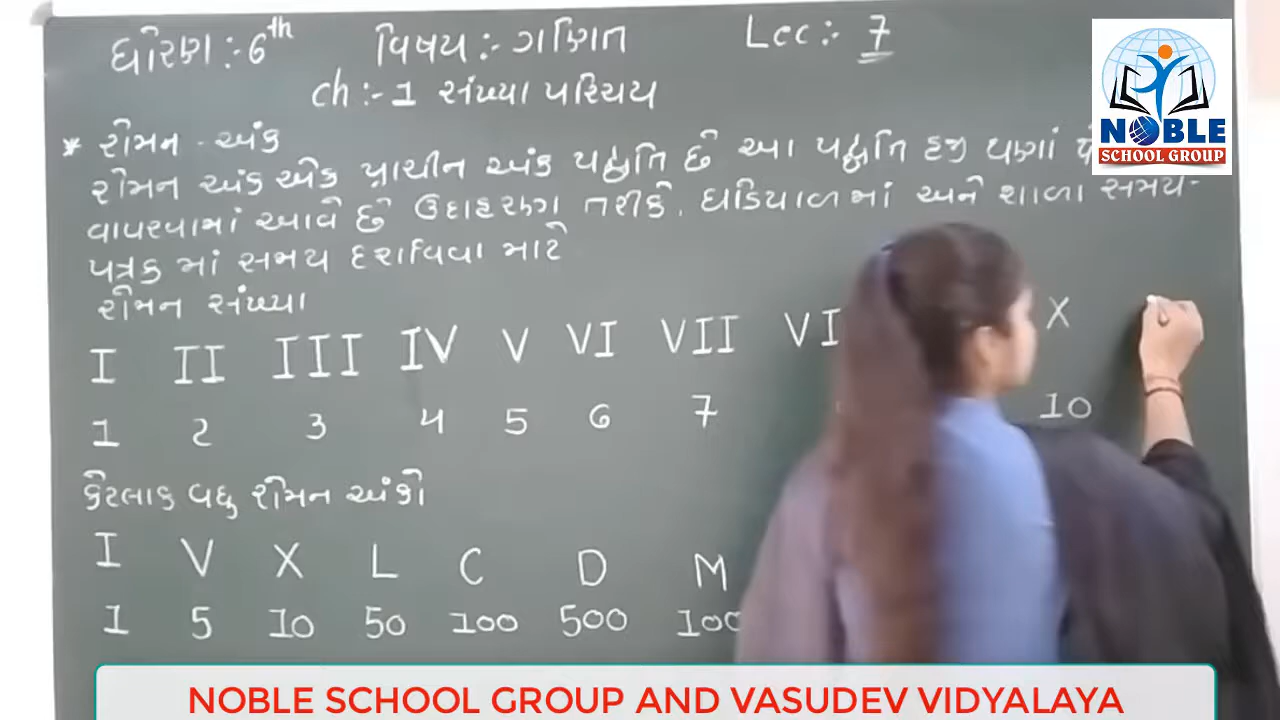 ધોરણ :- 6th વિષય :- ગણિત Lec :- 7
ch :- 1 સંખ્યા પરિચય
* રોમન - અંક
રોમન અંક એક પ્રાચીન અંક પદ્ધતિ છે આ પદ્ધતિ હજી ઘણાં
વાપરવામાં આવે છે ઉદાહરણ તરીકે. ઘડિયાળમાં અને શાળા સમય-
પત્રક માં સમય દર્શાવવા માટે
રોમન સંખ્યા
I II III IV V VI VII X
1 2 3 4 5 6 7 10
કેટલાક વધુ રોમન અંકો
I V X L C D M
1 5 10 50 100 500
NOBLE
SCHOOL GROUP
NOBLE SCHOOL GROUP AND VASUDEV VIDYALAYA